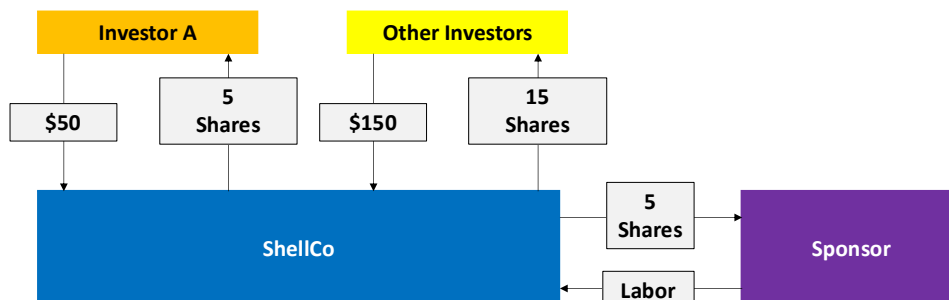 Investor A
Other Investors
$50
5
Shares
$150
15
Shares
ShellCo
5
Shares
Sponsor
Labor